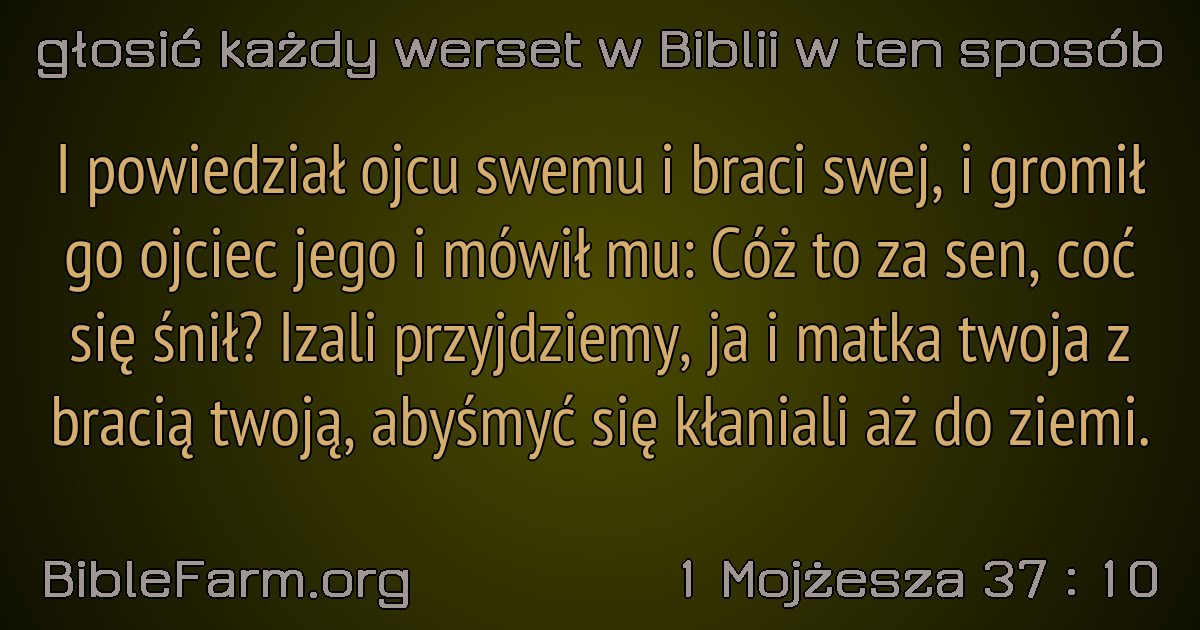 głosić każdy werset w Biblii w ten sposób
I powiedział ojcu swemu i braci swej, i gromił
go ojciec jego i mówił mu: Cóż to za sen, coć
się śnił? Izali przyjdziemy, ja i matka twoja z
bracią twoją, abyśmyć się kłaniali aż do ziemi.
BibleFarm.org
1 Mojżesza 37 : 10